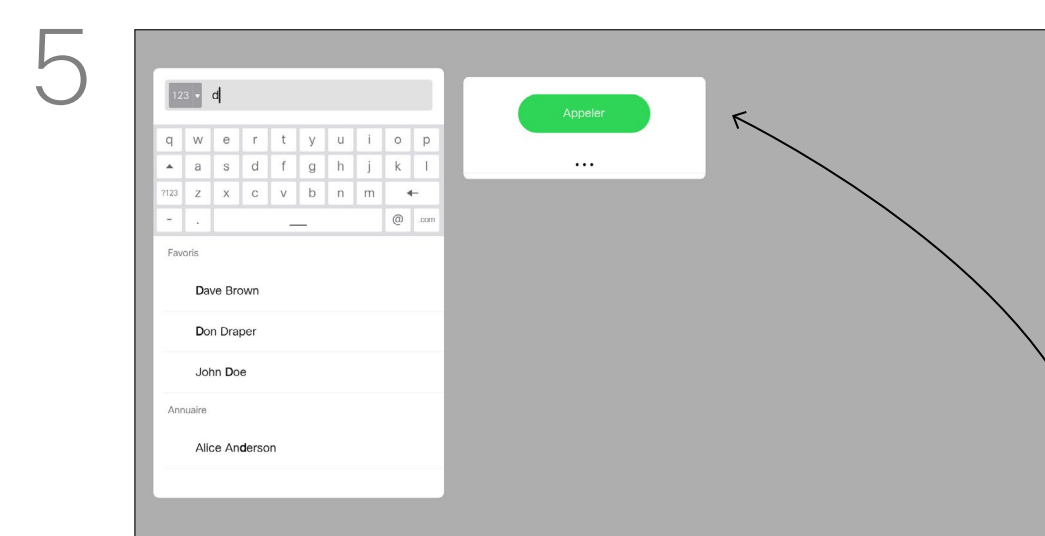 5
123 d
Appeler
q w e r t y u i o p
a s d f g h j k l
...
?123 z x c v b n m
- . @ .com
Favoris
Dave Brown
Don Draper
John Doe
Annuaire
Alice Anderson